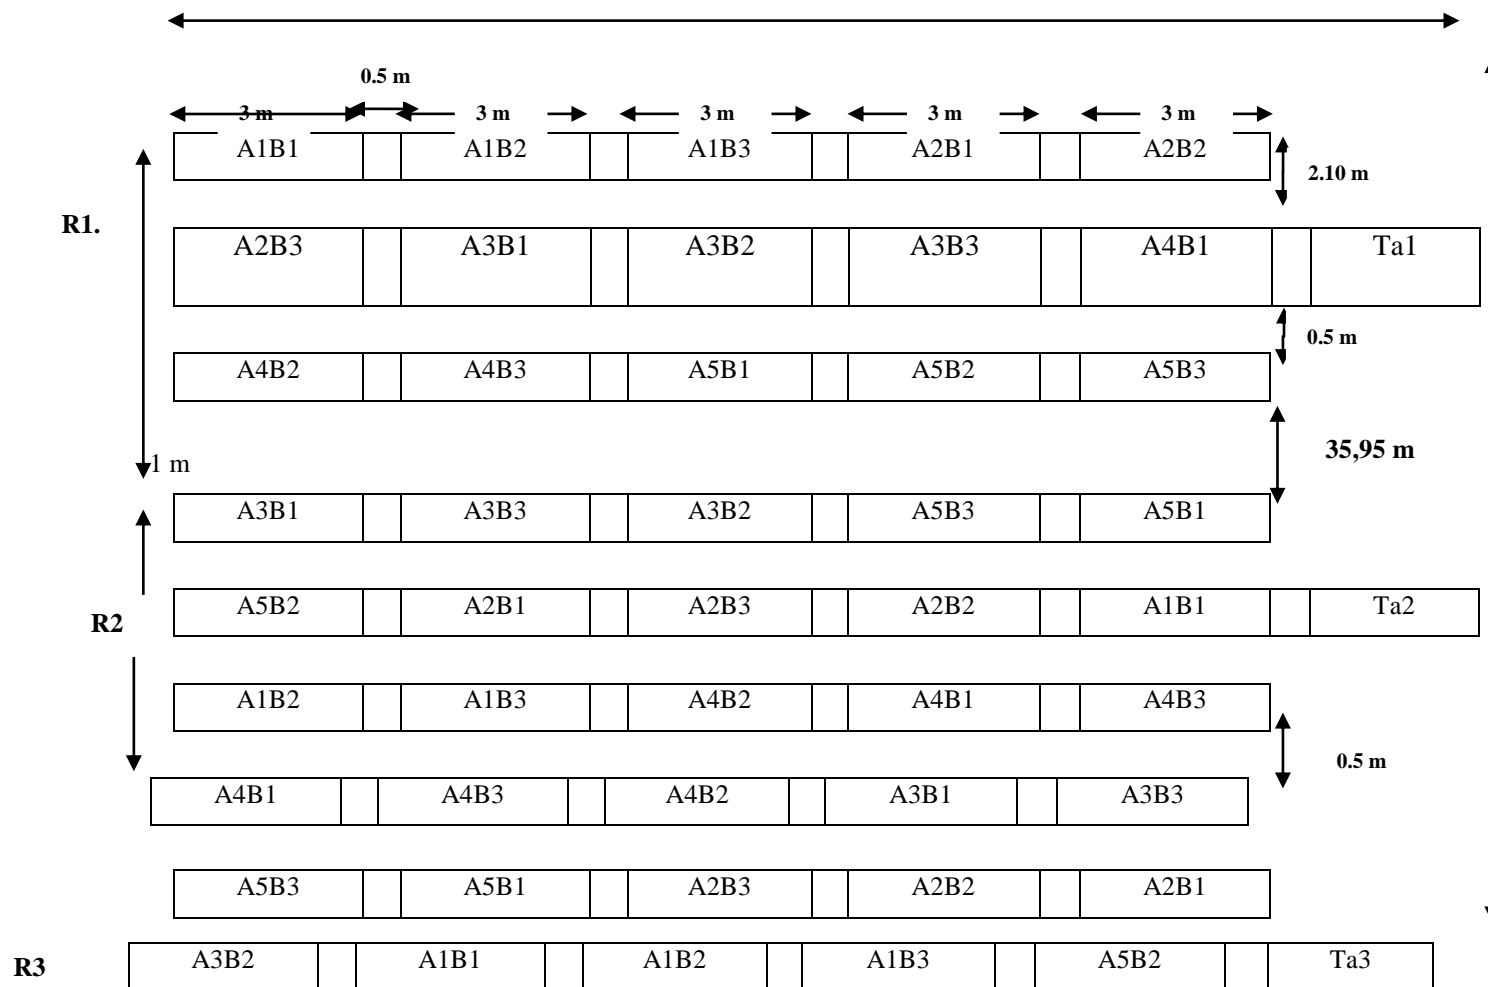 0.5 m
3 m 3 m 3 m 3 m 3 m
A1B1 A1B2 A1B3 A2B1 A2B2
2.10 m
R1.
A2B3 A3B1 A3B2 A3B3 A4B1 Ta1
0.5 m
A4B2 A4B3 A5B1 A5B2 A5B3
35,95 m
1 m
A3B1 A3B3 A3B2 A5B3 A5B1
A5B2 A2B1 A2B3 A2B2 A1B1 Ta2
R2
A1B2 A1B3 A4B2 A4B1 A4B3
0.5 m
A4B1 A4B3 A4B2 A3B1 A3B3
A5B3 A5B1 A2B3 A2B2 A2B1
R3 A3B2 A1B1 A1B2 A1B3 A5B2 Ta3